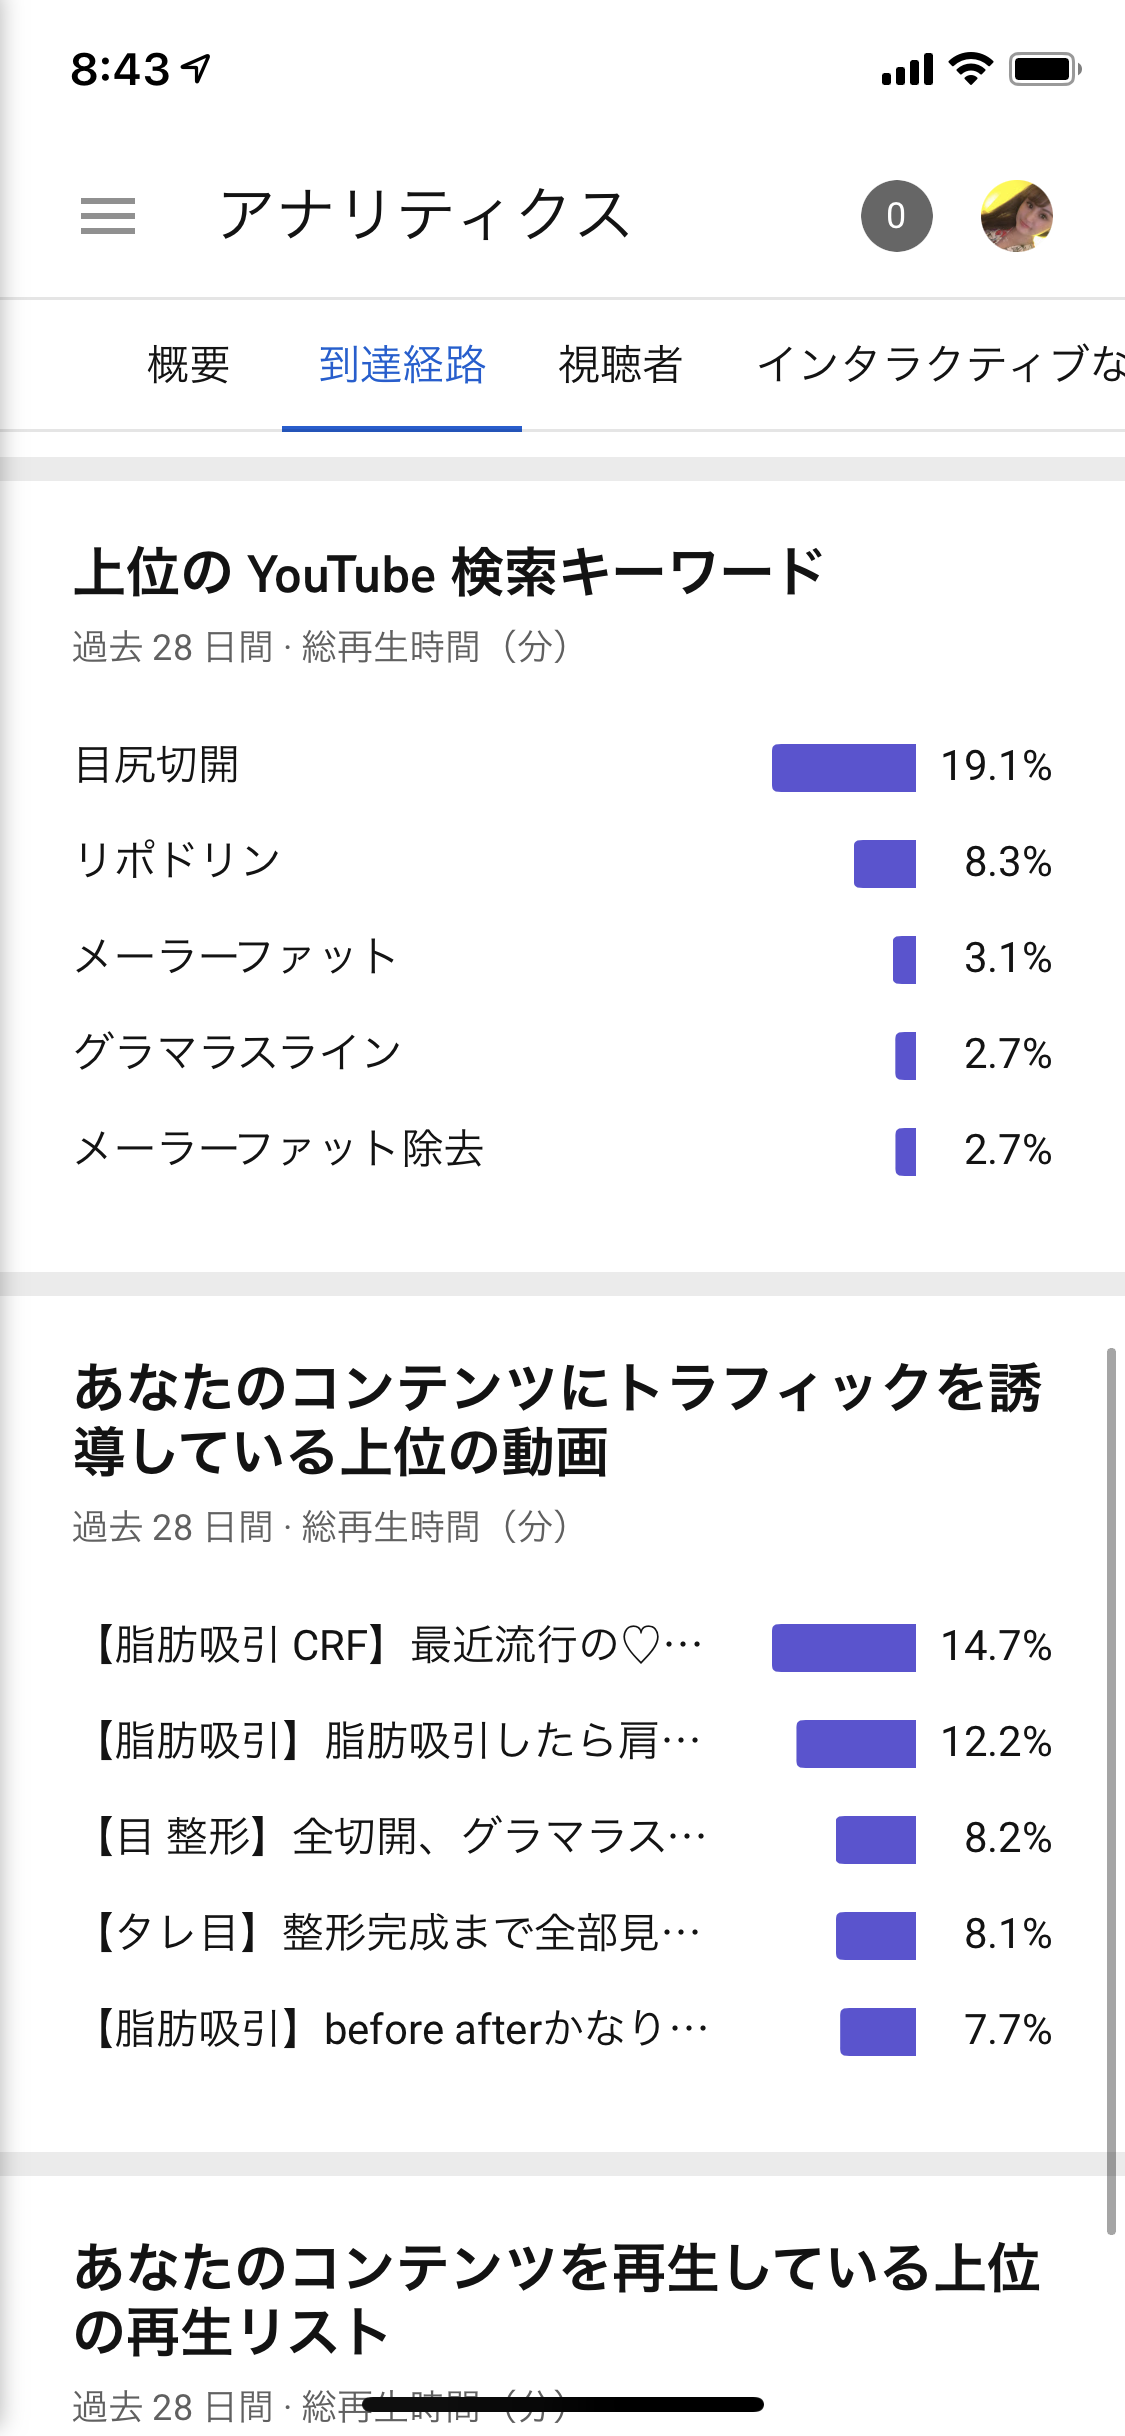 8:43
アナリティクス
0
概要 到達経路 視聴者 インタラクティブな
上位の YouTube 検索キーワード
過去 28 日間 · 総再生時間（分）
目尻切開 19.1%
リポドリン 8.3%
メーラーファット 3.1%
グラマラスライン 2.7%
メーラーファット除去 2.7%
あなたのコンテンツにトラフィックを誘
導している上位の動画
過去 28 日間 · 総再生時間（分）
【脂肪吸引 CRF】最近流行の♡… 14.7%
【脂肪吸引】脂肪吸引したら肩… 12.2%
【目 整形】全切開、グラマラス… 8.2%
【タレ目】整形完成まで全部見… 8.1%
【脂肪吸引】before afterかなり… 7.7%
あなたのコンテンツを再生している上位
の再生リスト
過去 28 日間 · 総再生時間（分）